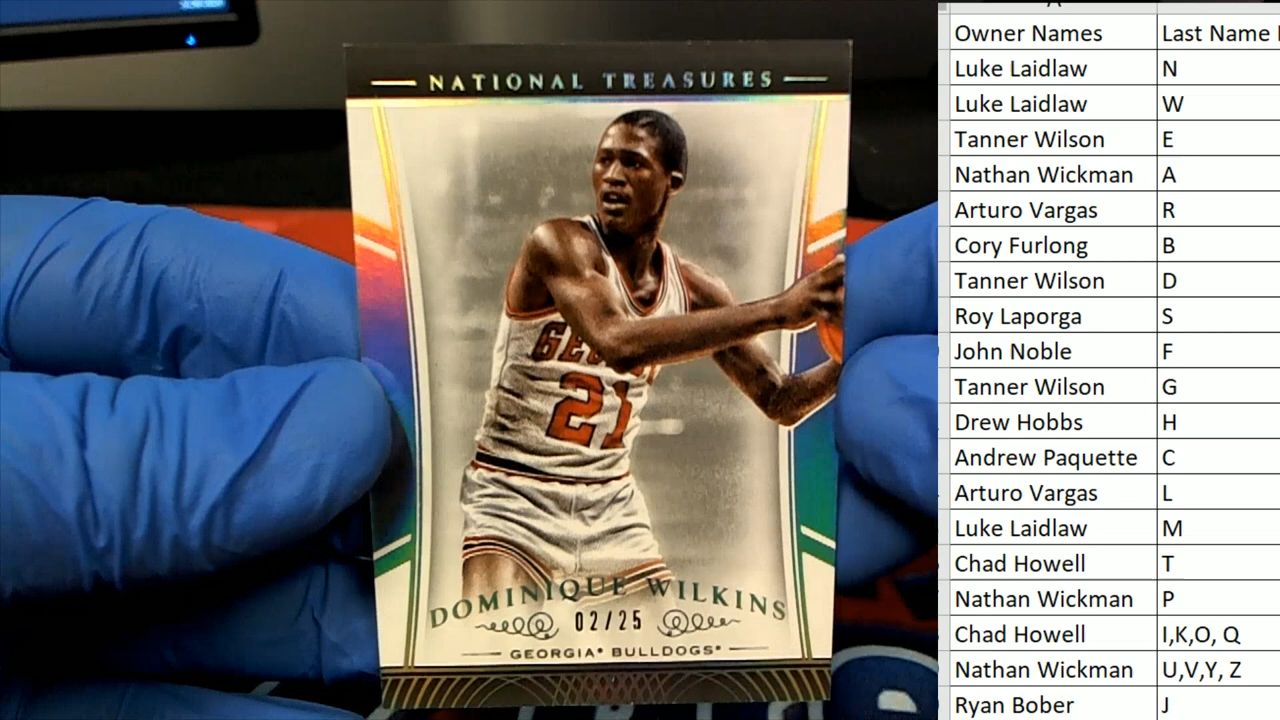 NATIONAL TREASURES
21
DOMINIQUE WILKINS
02/25
GEORGIA® BULLDOGS®
Owner Names Last Name
Luke Laidlaw N
Luke Laidlaw W
Tanner Wilson E
Nathan Wickman A
Arturo Vargas R
Cory Furlong B
Tanner Wilson D
Roy Laporga S
John Noble F
Tanner Wilson G
Drew Hobbs H
Andrew Paquette C
Arturo Vargas L
Luke Laidlaw M
Chad Howell T
Nathan Wickman P
Chad Howell I,K,O, Q
Nathan Wickman U,V,Y, Z
Ryan Bober J